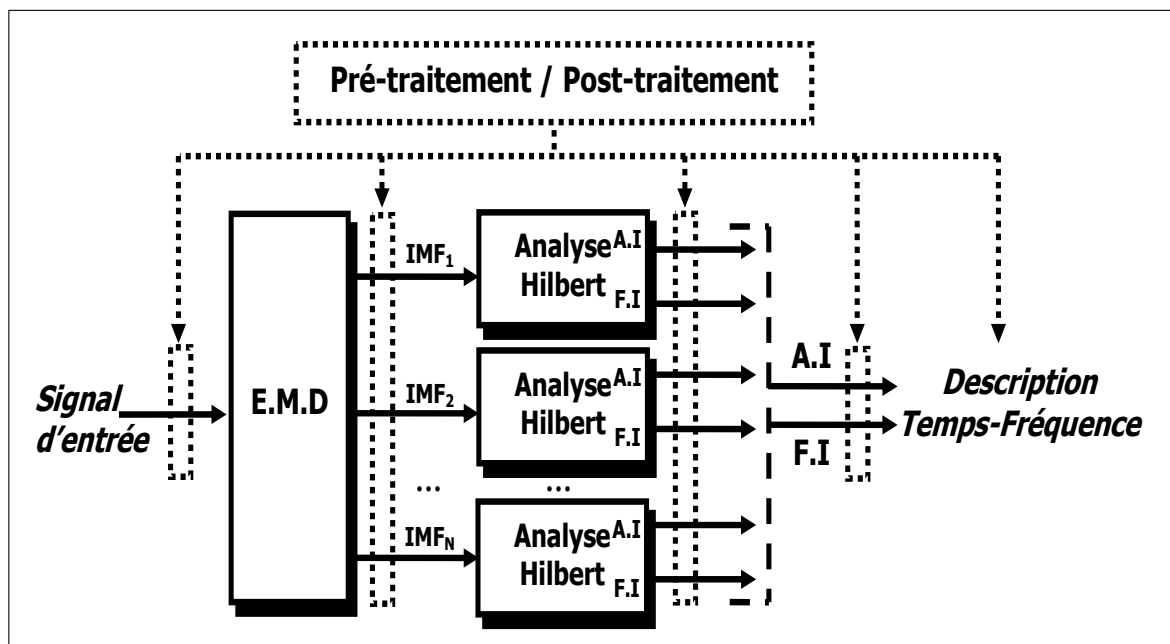 Pré-traitement / Post-traitement
Signal
d'entrée
E.M.D
IMF1
Analyse
Hilbert
A.I
F.I
IMF2
Analyse
Hilbert
A.I
F.I
...
...
IMFN
Analyse
Hilbert
A.I
F.I
A.I
F.I
Description
Temps-Fréquence